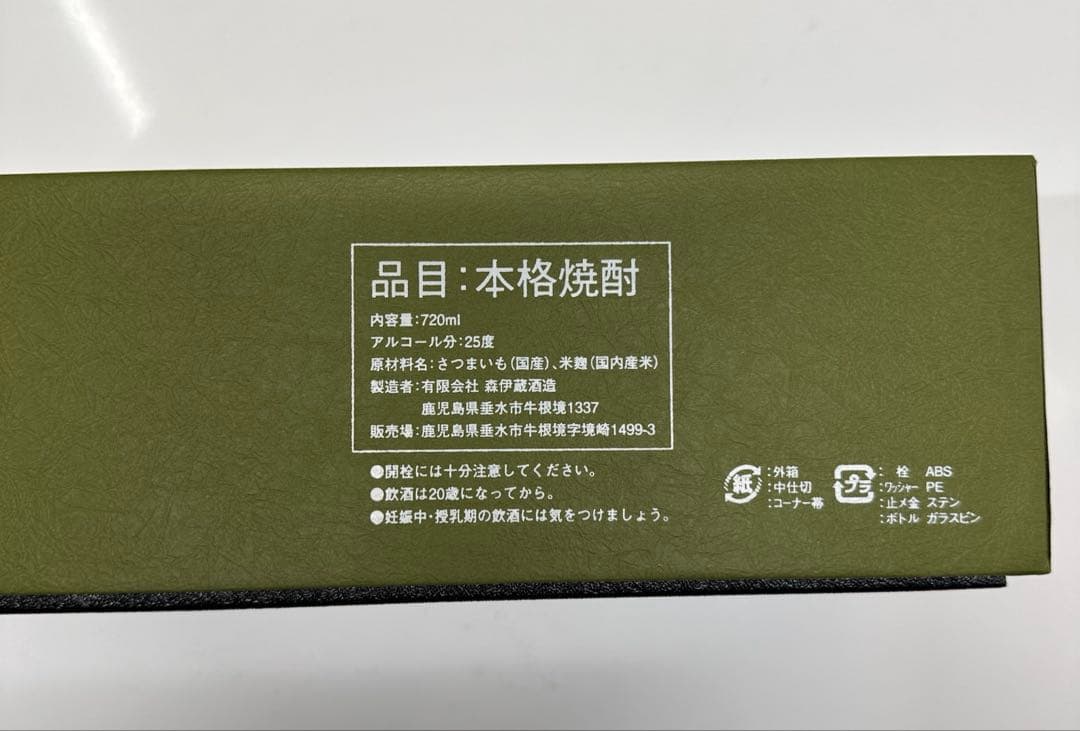 品目:本格焼酎
内容量:720ml
アルコール分:25度
原材料名:さつまいも(国産)、米麹(国内産米)
製造者:有限会社 森伊蔵酒造
鹿児島県垂水市牛根境1337
販売場:鹿児島県垂水市牛根境字境崎1499-3
●開栓には十分注意してください。
●飲酒は20歳になってから。
●妊娠中・授乳期の飲酒には気をつけましょう。
紙 :外箱
:中仕切
:コーナー帯
プラ : 栓 ABS
:ワッシャー PE
:止メ金 ステン
:ボトル ガラスビン